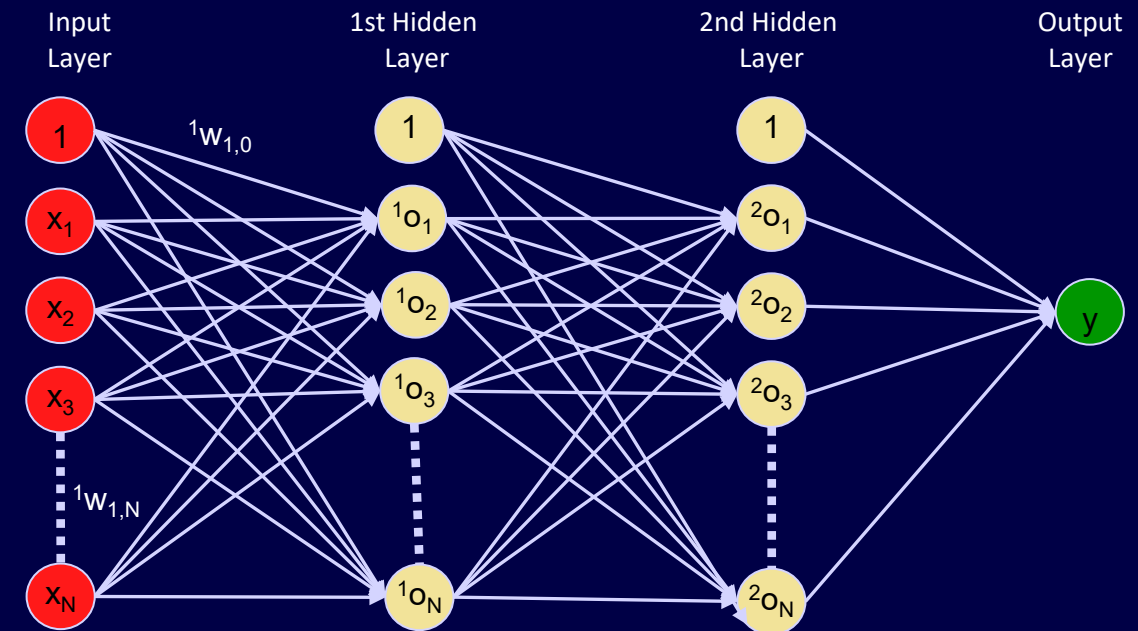 Input Layer
1st Hidden Layer
2nd Hidden Layer
Output Layer
1
¹w₁,₀
1
1
x₁
¹o₁
²o₁
x₂
¹o₂
²o₂
y
x₃
¹o₃
²o₃
¹w₁,N
xN
¹oN
²oN